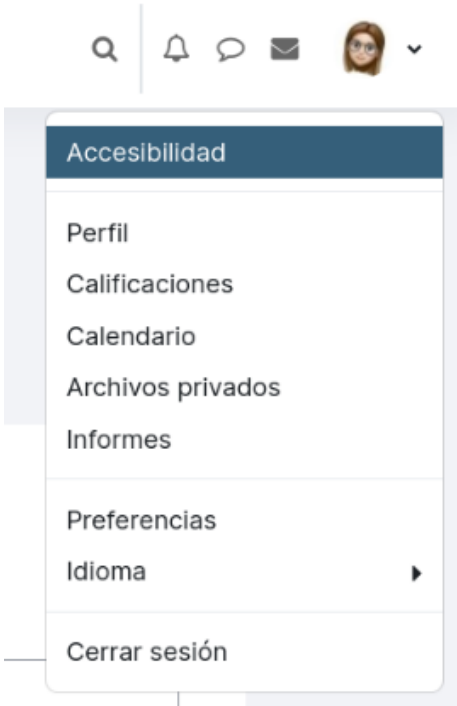 Accesibilidad
Perfil
Calificaciones
Calendario
Archivos privados
Informes
Preferencias
Idioma
Cerrar sesión